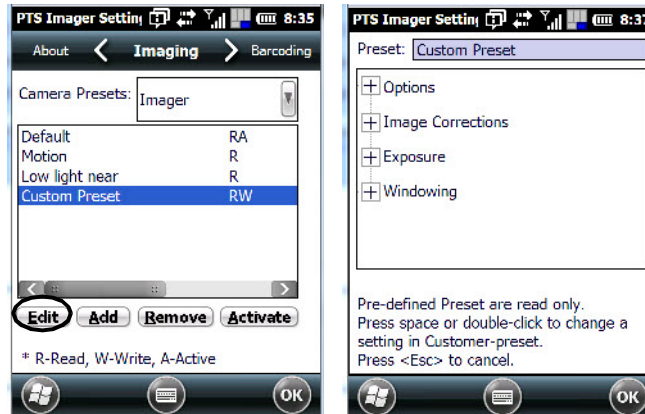 PTS Imager Settin 8:35
About Imaging Barcoding
Camera Presets: Imager
Default RA
Motion R
Low light near R
Custom Preset RW
Edit Add Remove Activate
* R-Read, W-Write, A-Active
OK
PTS Imager Settin 8:37
Preset: Custom Preset
Options
Image Corrections
Exposure
Windowing
Pre-defined Preset are read only.
Press space or double-click to change a
setting in Customer-preset.
Press <Esc> to cancel.
OK